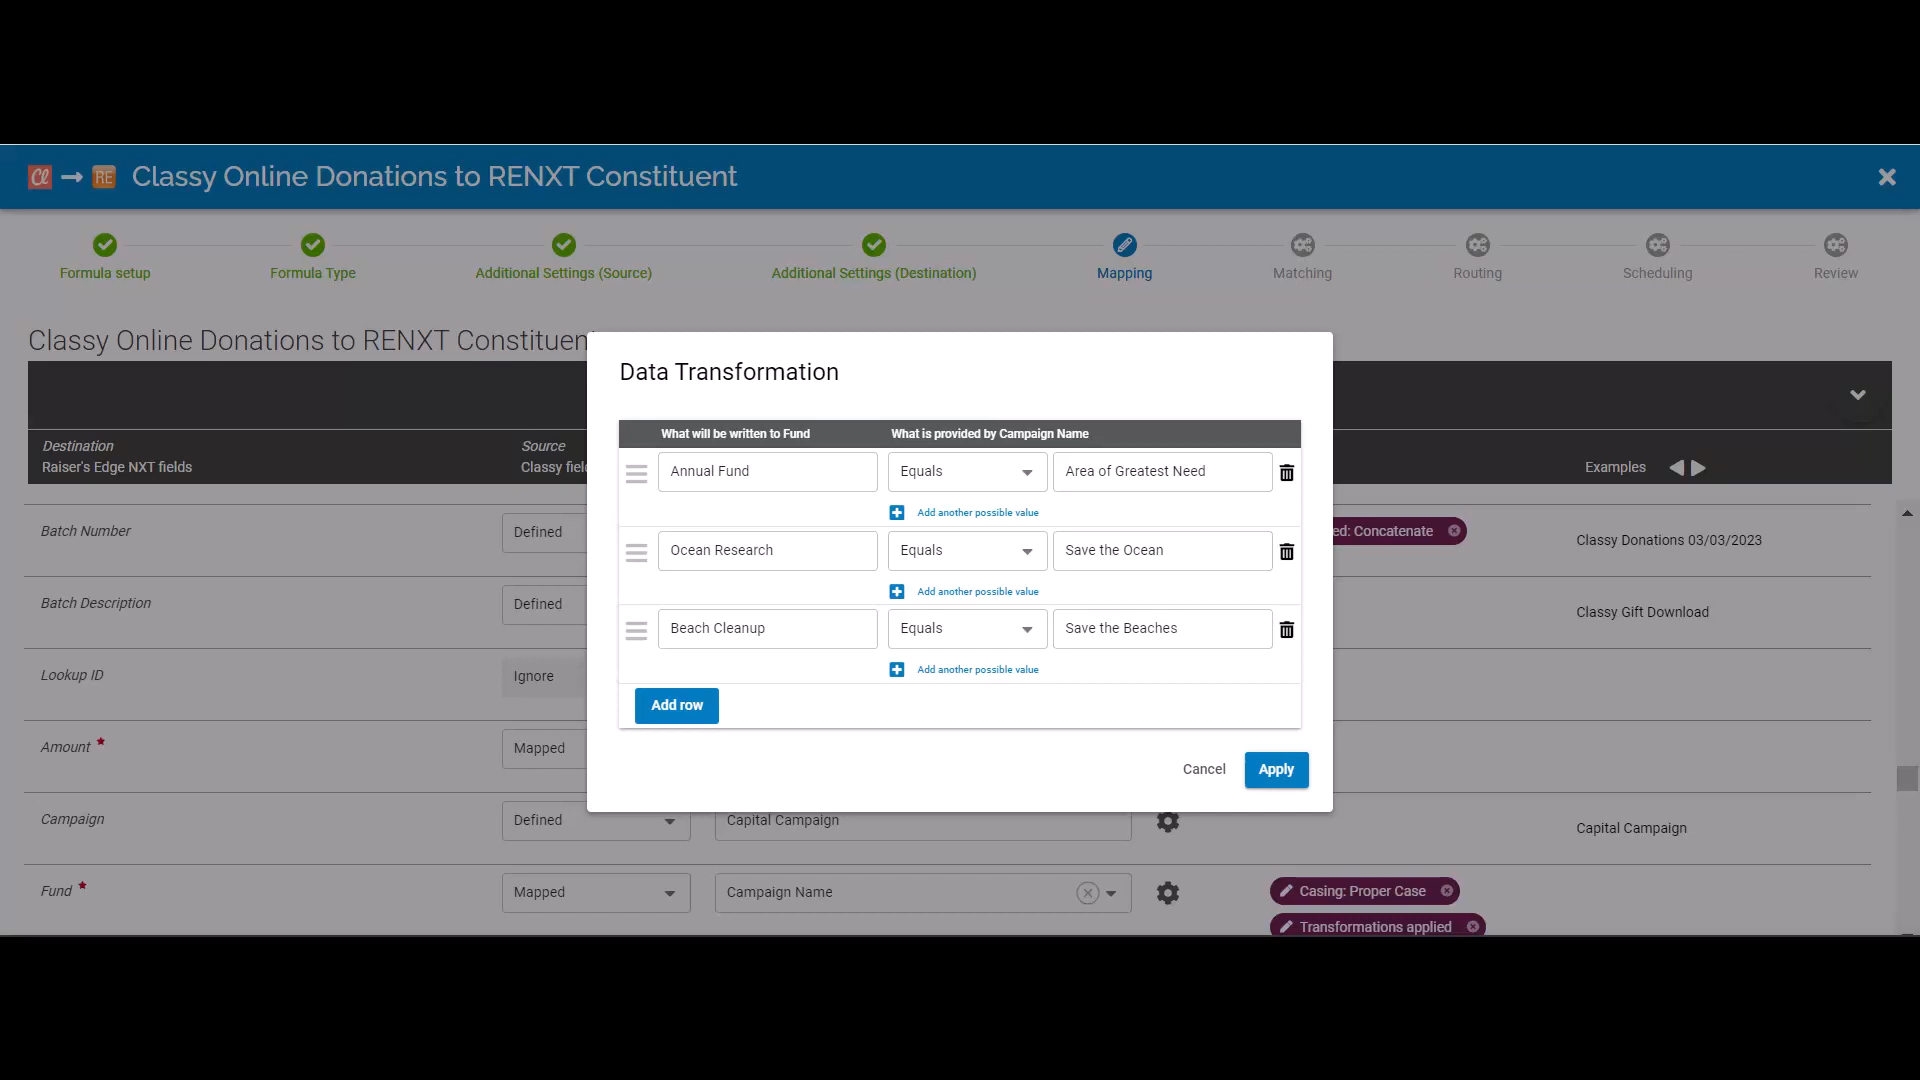 Cl → RE Classy Online Donations to RENXT Constituent
Formula setup
Formula Type
Additional Settings (Source)
Additional Settings (Destination)
Mapping
Matching
Routing
Scheduling
Review
Classy Online Donations to RENXT Constituen
Destination
Raiser's Edge NXT fields
Source
Classy fiel
Examples
Data Transformation
What will be written to Fund
What is provided by Campaign Name
Annual Fund
Equals
Area of Greatest Need
Add another possible value
Ocean Research
Equals
Save the Ocean
Add another possible value
Beach Cleanup
Equals
Save the Beaches
Add another possible value
Add row
Cancel
Apply
Batch Number
Defined
ed: Concatenate
Classy Donations 03/03/2023
Batch Description
Defined
Classy Gift Download
Lookup ID
Ignore
Amount *
Mapped
Campaign
Defined
Capital Campaign
Capital Campaign
Fund *
Mapped
Campaign Name
Casing: Proper Case
Transformations applied